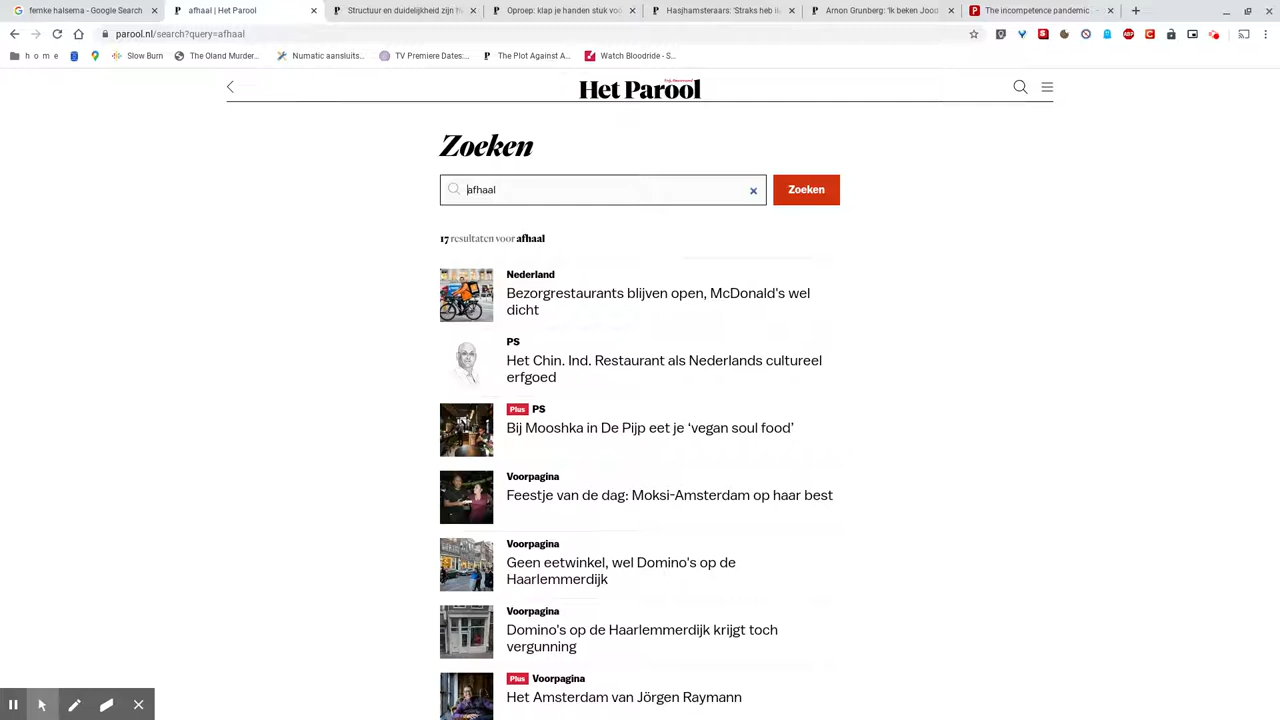 femke halsema - Google Search
afhaal | Het Parool
Structuur en duidelijkheid zijn
Oproep: klap je handen stuk voo
Hasjhamsteraars: 'Straks heb
Arnon Grunberg: 'Ik beken Jood
The incompetence pandemic
parool.nl/search?query=afhaal
ABP
h o m e
Slow Burn
The Oland Murder...
Numatic aansluits...
TV Premiere Dates:...
The Plot Against A...
Watch Bloodride - S...
Het Parool
Zoeken
afhaal
Zoeken
17 resultaten voor afhaal
Nederland
Bezorgrestaurants blijven open, McDonald's wel
dicht
PS
Het Chin. Ind. Restaurant als Nederlands cultureel
erfgoed
Plus PS
Bij Mooshka in De Pijp eet je ‘vegan soul food’
Voorpagina
Feestje van de dag: Moksi-Amsterdam op haar best
Voorpagina
Geen eetwinkel, wel Domino's op de
Haarlemmerdijk
Voorpagina
Domino's op de Haarlemmerdijk krijgt toch
vergunning
Plus Voorpagina
Het Amsterdam van Jörgen Raymann